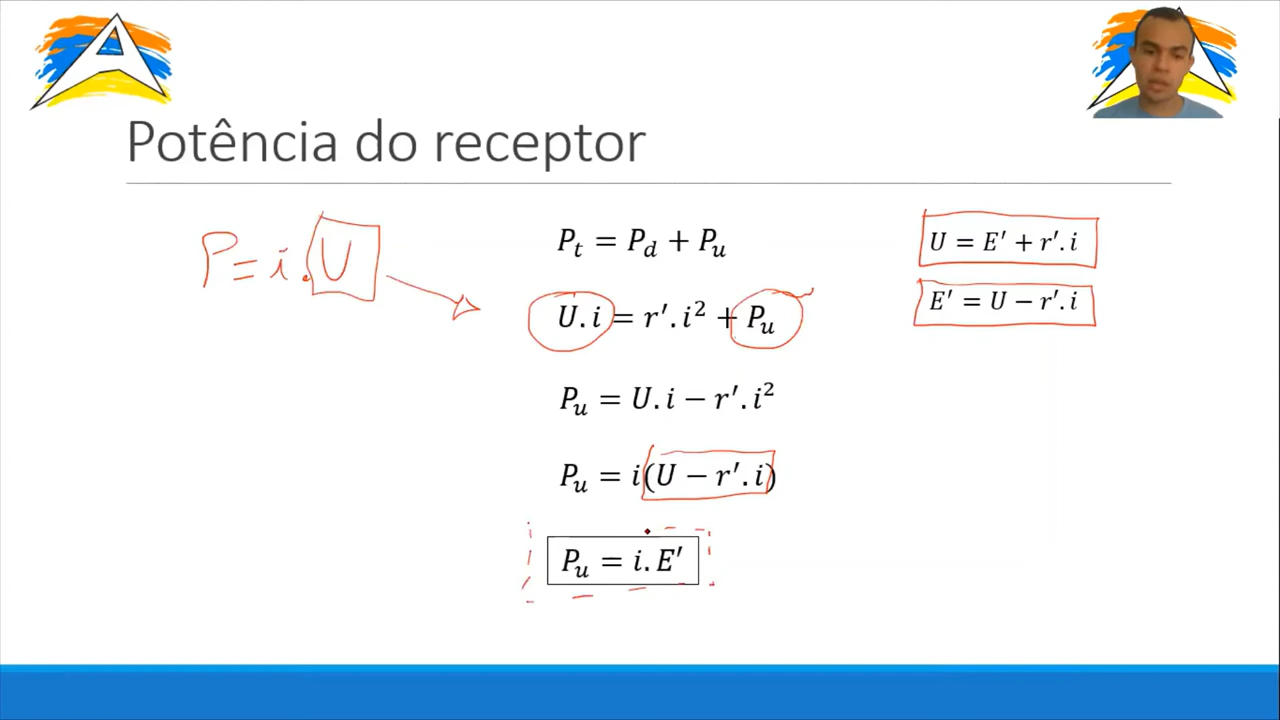 Potência do receptor
P = i . U
P_t = P_d + P_u
U. i = r′. i² + P_u
P_u = U. i − r′. i²
P_u = i(U − r′. i)
P_u = i. E′
U = E′ + r′. i
E′ = U − r′. i